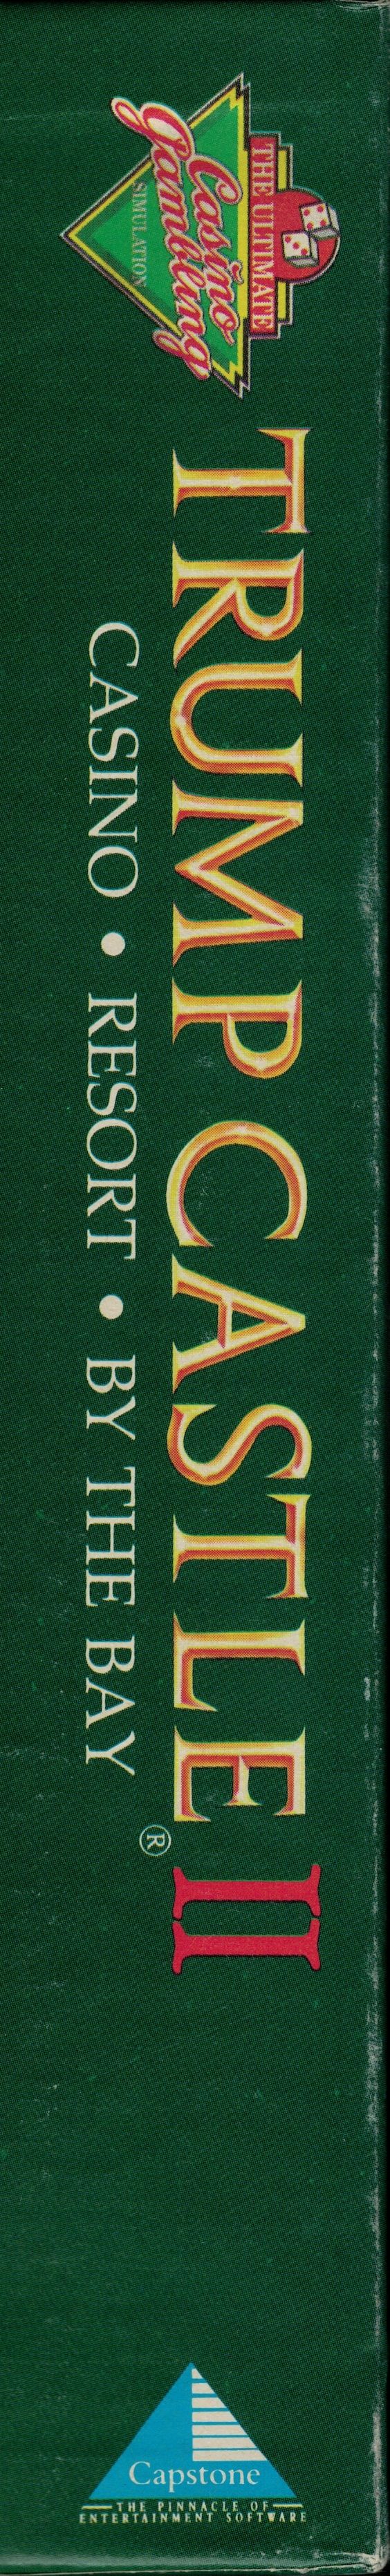 THE ULTIMATE
Casino
Gambling
SIMULATION
TRUMP CASTLE II
CASINO • RESORT • BY THE BAY®
Capstone
THE PINNACLE OF
ENTERTAINMENT SOFTWARE